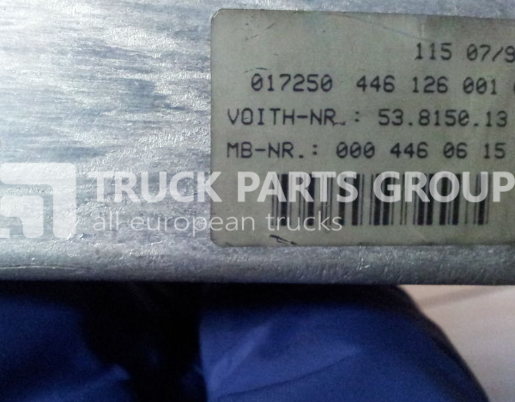 115 07/9
017250 446 126 001
VOITH-NR.: 53.8150.13
MB-NR.: 000 446 06 15
TRUCK PARTS GROUP
all european trucks